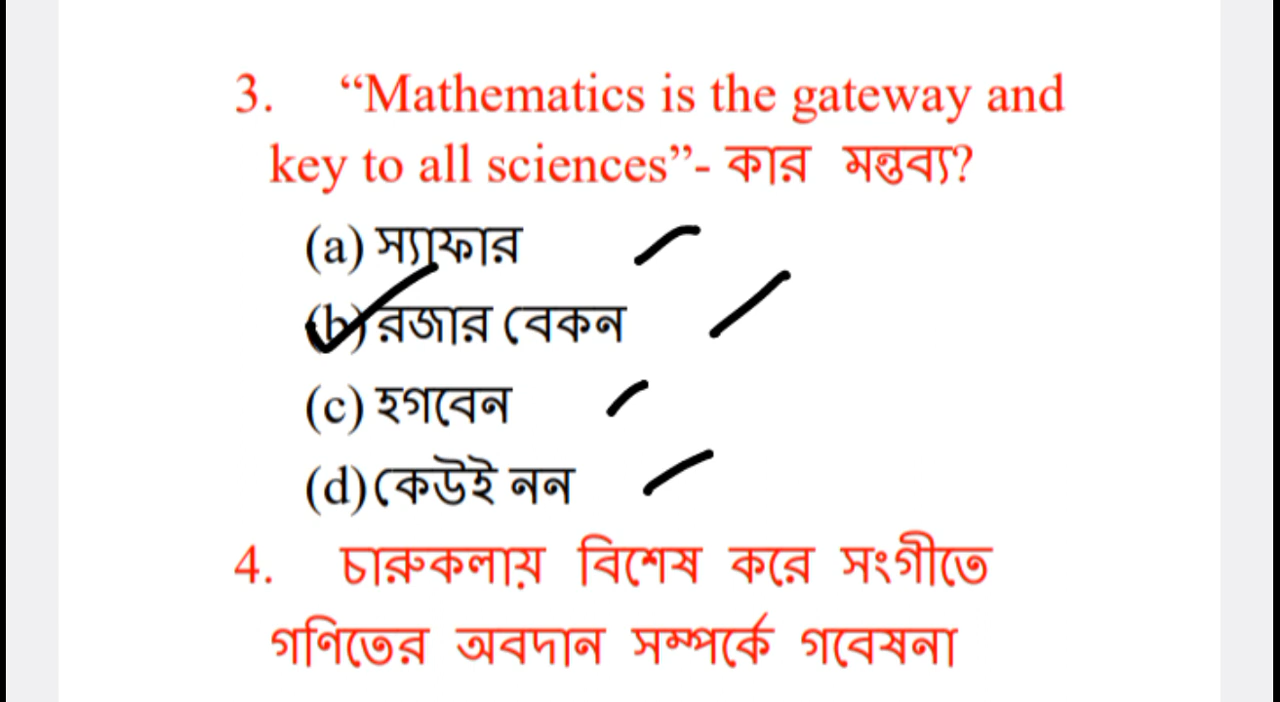 3. “Mathematics is the gateway and
key to all sciences”- কার মন্তব্য?
(a) স্যাফার
(b) রজার বেকন
(c) হগবেন
(d) কেউই নন
4. চারুকলায় বিশেষ করে সংগীতে
গণিতের অবদান সম্পর্কে গবেষনা